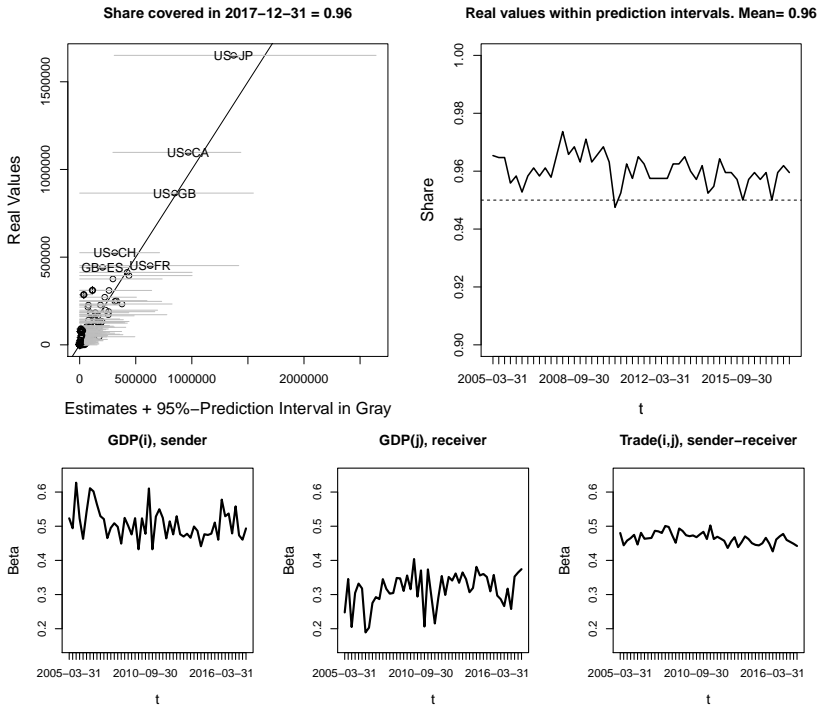 Share covered in 2017−12−31 = 0.96
Real Values
1500000
1000000
500000
0
US−JP
US−CA
US−GB
US−CH
GB−ES
US−FR
0 500000 1000000 2000000
Estimates + 95%−Prediction Interval in Gray
Real values within prediction intervals. Mean= 0.96
Share
1.00
0.98
0.96
0.94
0.92
0.90
2005−03−31 2008−09−30 2012−03−31 2015−09−30
t
GDP(i), sender
Beta
0.6
0.5
0.4
0.3
0.2
2005−03−31 2010−09−30 2016−03−31
t
GDP(j), receiver
Beta
0.6
0.5
0.4
0.3
0.2
2005−03−31 2010−09−30 2016−03−31
t
Trade(i,j), sender−receiver
Beta
0.6
0.5
0.4
0.3
0.2
2005−03−31 2010−09−30 2016−03−31
t